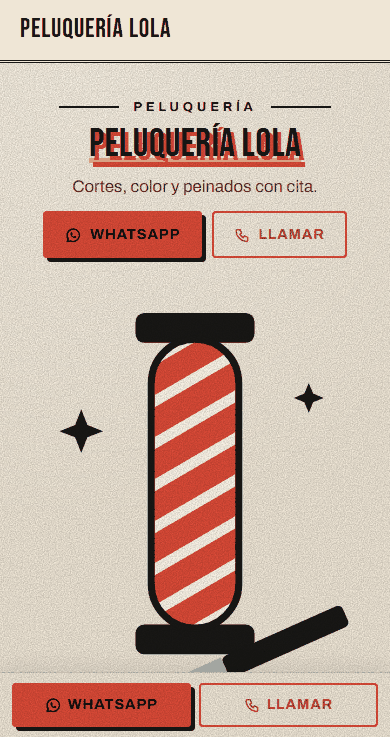 PELUQUERÍA LOLA
PELUQUERÍA
PELUQUERÍA LOLA
Cortes, color y peinados con cita.
WHATSAPP
LLAMAR
WHATSAPP
LLAMAR